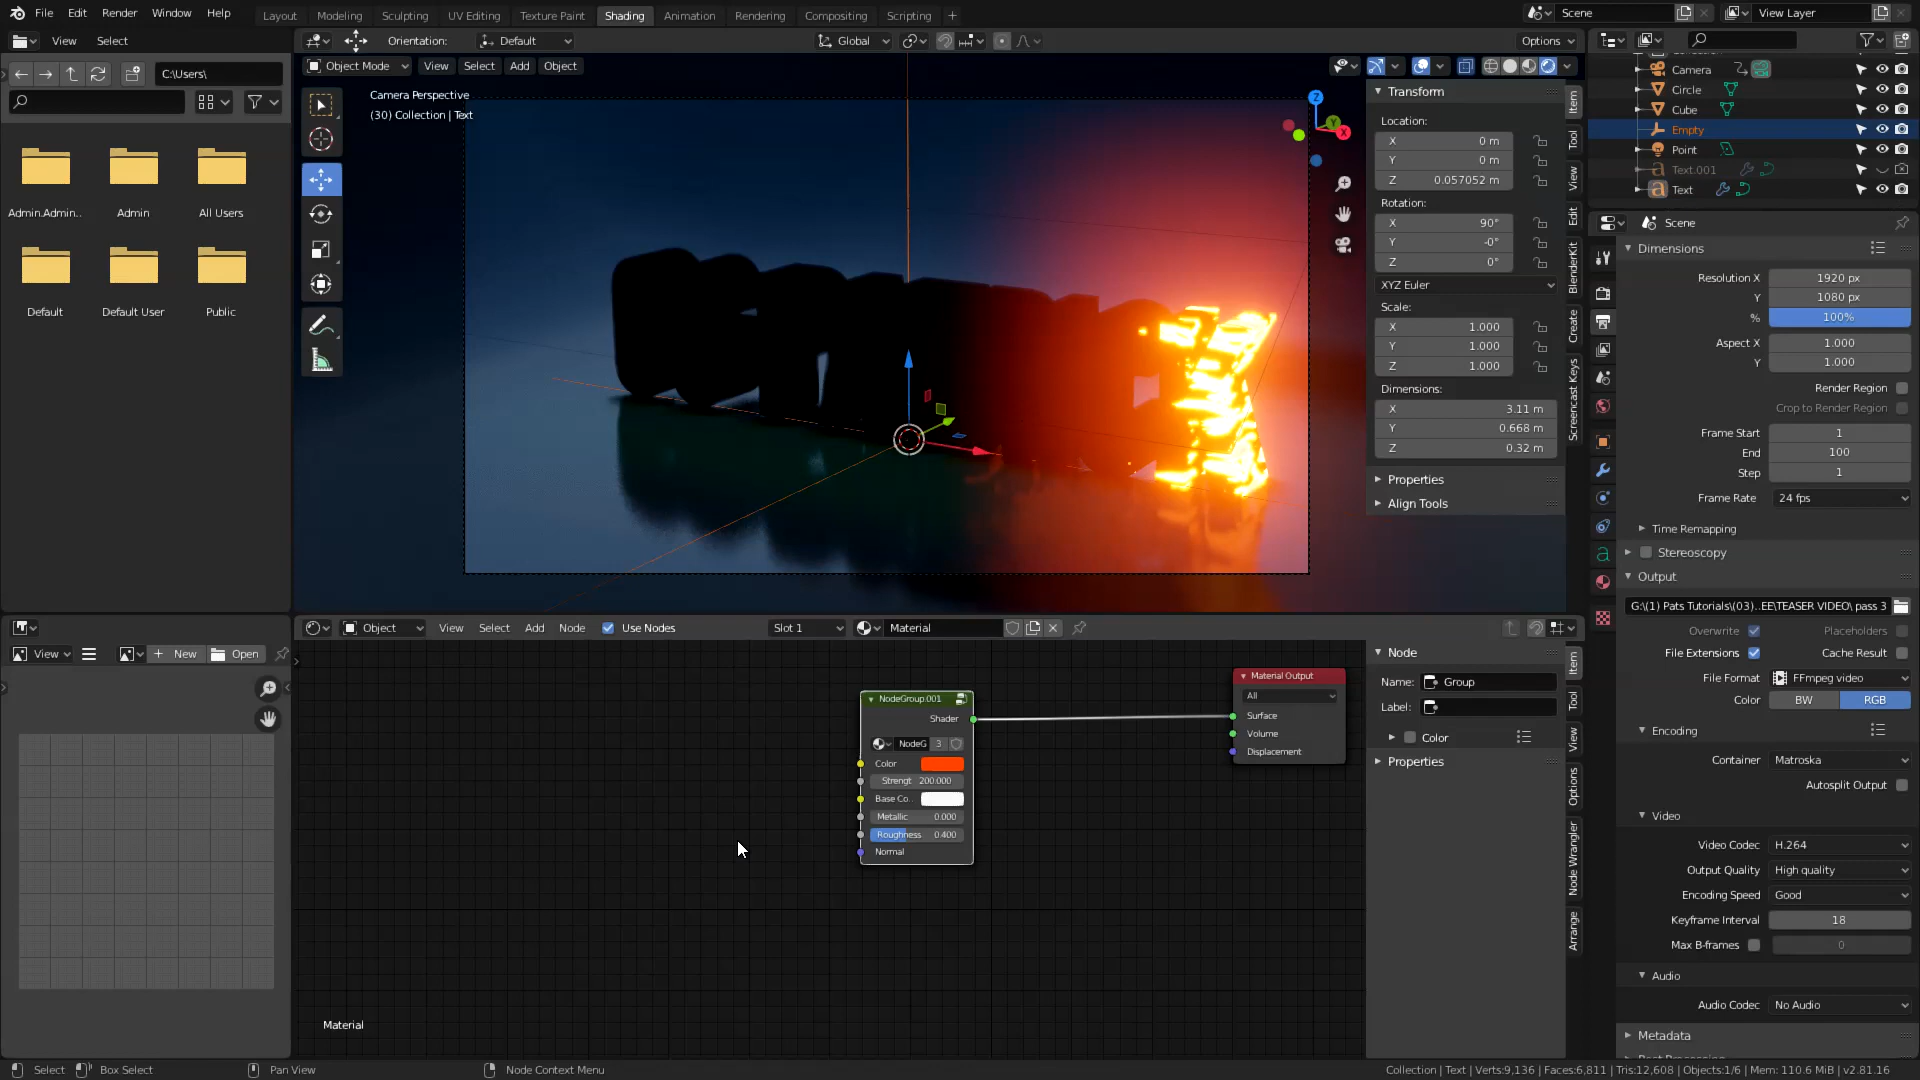 File Edit Render Window Help
Layout Modeling Sculpting UV Editing Texture Paint Shading Animation Rendering Compositing Scripting +
Scene
View Layer
View Select
Orientation: Default
Global
Options
C:\Users\
Admin.Admin..
Admin
All Users
Default
Default User
Public
Object Mode View Select Add Object
Camera Perspective
(30) Collection | Text
Z
Y
X
Transform
Location:
X 0 m
Y 0 m
Z 0.057052 m
Rotation:
X 90°
Y -0°
Z 0°
XYZ Euler
Scale:
X 1.000
Y 1.000
Z 1.000
Dimensions:
X 3.11 m
Y 0.668 m
Z 0.32 m
Properties
Align Tools
Item
Tool
View
Edit
BlenderKit
Create
Screencast Keys
Camera
Circle
Cube
Empty
Point
Text.001
Text
Scene
Dimensions
Resolution X 1920 px
Y 1080 px
% 100%
Aspect X 1.000
Y 1.000
Render Region
Crop to Render Region
Frame Start 1
End 100
Step 1
Frame Rate 24 fps
Time Remapping
Stereoscopy
Output
G:\(1) Pats Tutorials\(03)..EE\TEASER VIDEO\ pass 3
Overwrite Placeholders
File Extensions Cache Result
File Format FFmpeg video
Color BW RGB
Encoding
Container Matroska
Autosplit Output
Video
Video Codec H.264
Output Quality High quality
Encoding Speed Good
Keyframe Interval 18
Max B-frames 0
Audio
Audio Codec No Audio
Metadata
View
New
Open
Object View Select Add Node Use Nodes
Slot 1
Material
NodeGroup.001
Shader
NodeG 3
Color
Strengt 200.000
Base Co..
Metallic 0.000
Roughness 0.400
Normal
Material Output
All
Surface
Volume
Displacement
Material
Node
Name: Group
Label:
Color
Properties
Item
Tool
View
Options
Node Wrangler
Arrange
Select
Box Select
Pan View
Node Context Menu
Collection | Text | Verts:9,136 | Faces:6,811 | Tris:12,608 | Objects:1/6 | Mem: 110.6 MiB | v2.81.16